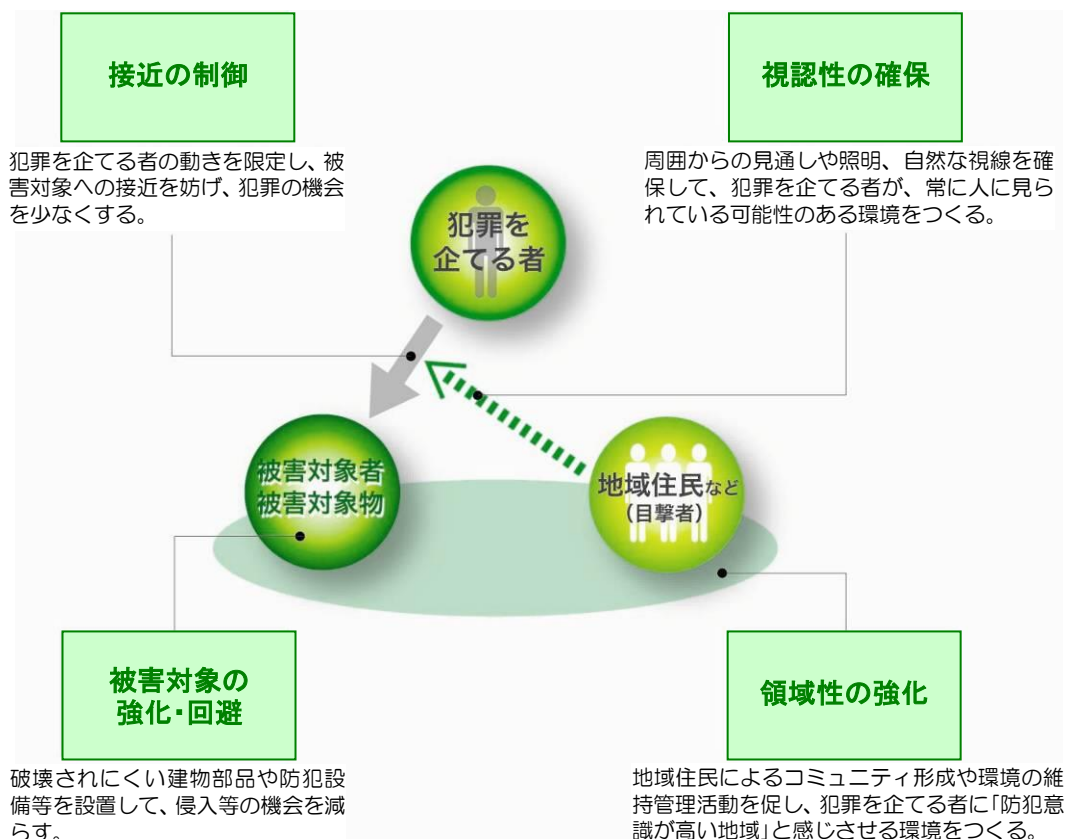 接近の制御
犯罪を企てる者の動きを限定し、被
害対象への接近を妨げ、犯罪の機会
を少なくする。
視認性の確保
周囲からの見通しや照明、自然な視線を確
保して、犯罪を企てる者が、常に人に見ら
れている可能性のある環境をつくる。
犯罪を
企てる者
被害対象者
被害対象物
地域住民など
（目撃者）
被害対象の
強化・回避
破壊されにくい建物部品や防犯設
備等を設置して、侵入等の機会を減
らす。
領域性の強化
地域住民によるコミュニティ形成や環境の維
持管理活動を促し、犯罪を企てる者に「防犯意
識が高い地域」と感じさせる環境をつくる。